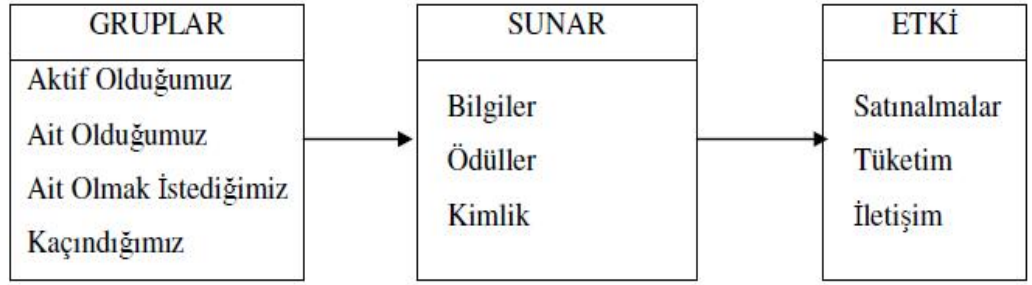 GRUPLAR
Aktif Olduğumuz
Ait Olduğumuz
Ait Olmak İstediğimiz
Kaçındığımız
SUNAR
Bilgiler
Ödüller
Kimlik
ETKİ
Satınalmalar
Tüketim
İletişim